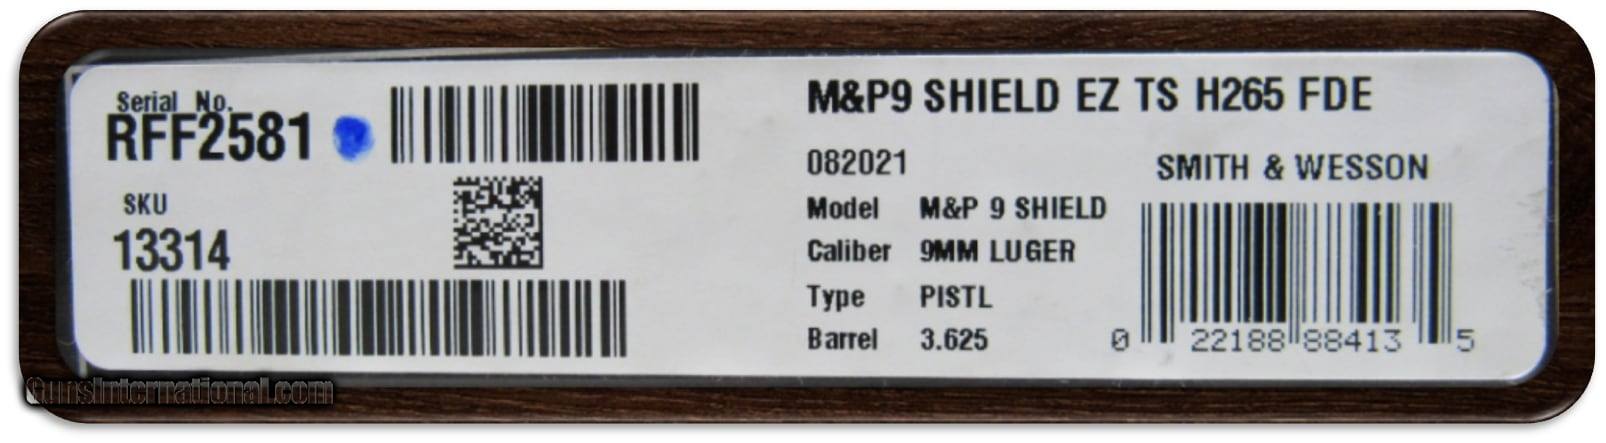 Serial No.
RFF2581
SKU
13314
M&P9 SHIELD EZ TS H265 FDE
082021
SMITH & WESSON
Model M&P 9 SHIELD
Caliber 9MM LUGER
Type PISTL
Barrel 3.625
0 22188 88413 5
GunsInternational.com